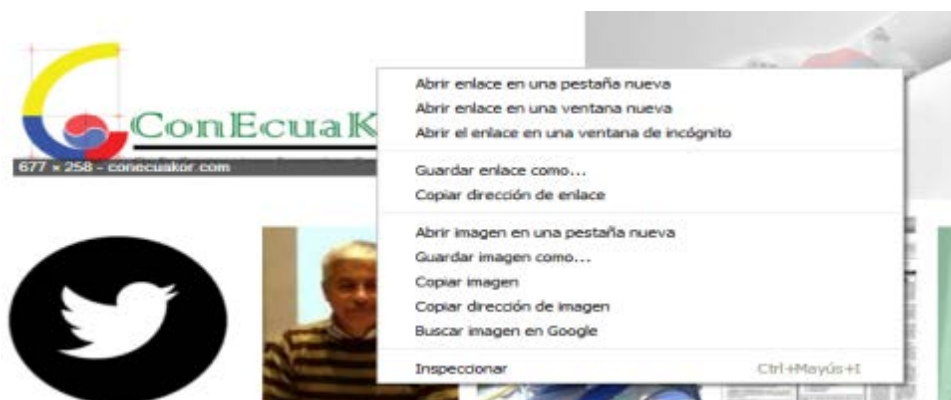 ConEcuaK
677 × 258 - conecuakor.com
Abrir enlace en una pestaña nueva
Abrir enlace en una ventana nueva
Abrir el enlace en una ventana de incógnito
Guardar enlace como...
Copiar dirección de enlace
Abrir imagen en una pestaña nueva
Guardar imagen como...
Copiar imagen
Copiar dirección de imagen
Buscar imagen en Google
Inspeccionar Ctrl+Mayús+I